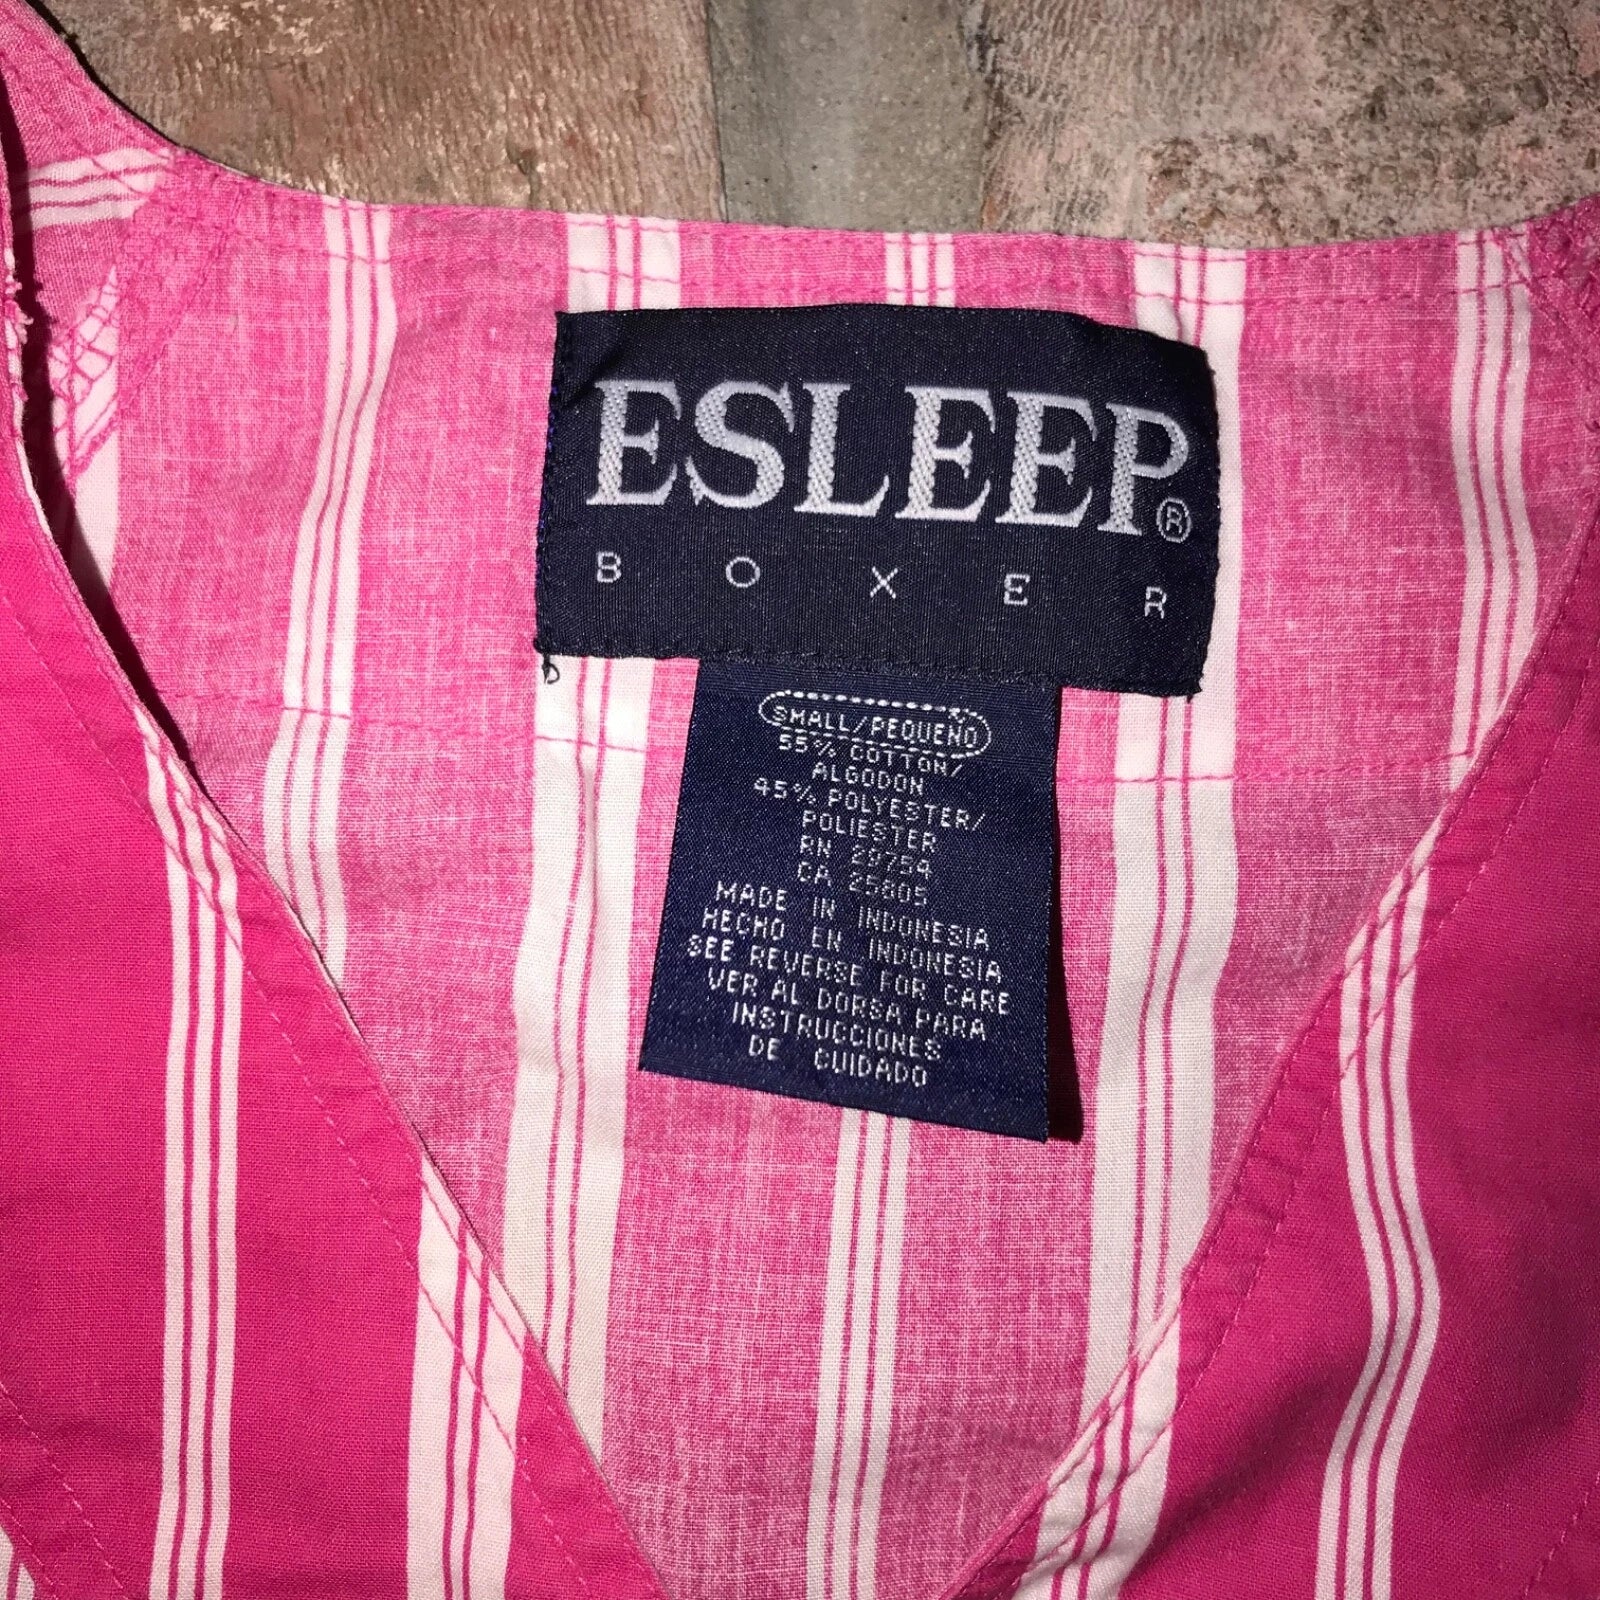 ESLEEP®
BOXER
SMALL/PEQUENO
55% COTTON/
ALGODON
45% POLYESTER/
POLIESTER
RN 29754
CA 25805
MADE IN INDONESIA
HECHO EN INDONESIA
SEE REVERSE FOR CARE
VER AL DORSA PARA
INSTRUCCIONES
DE CUIDADO